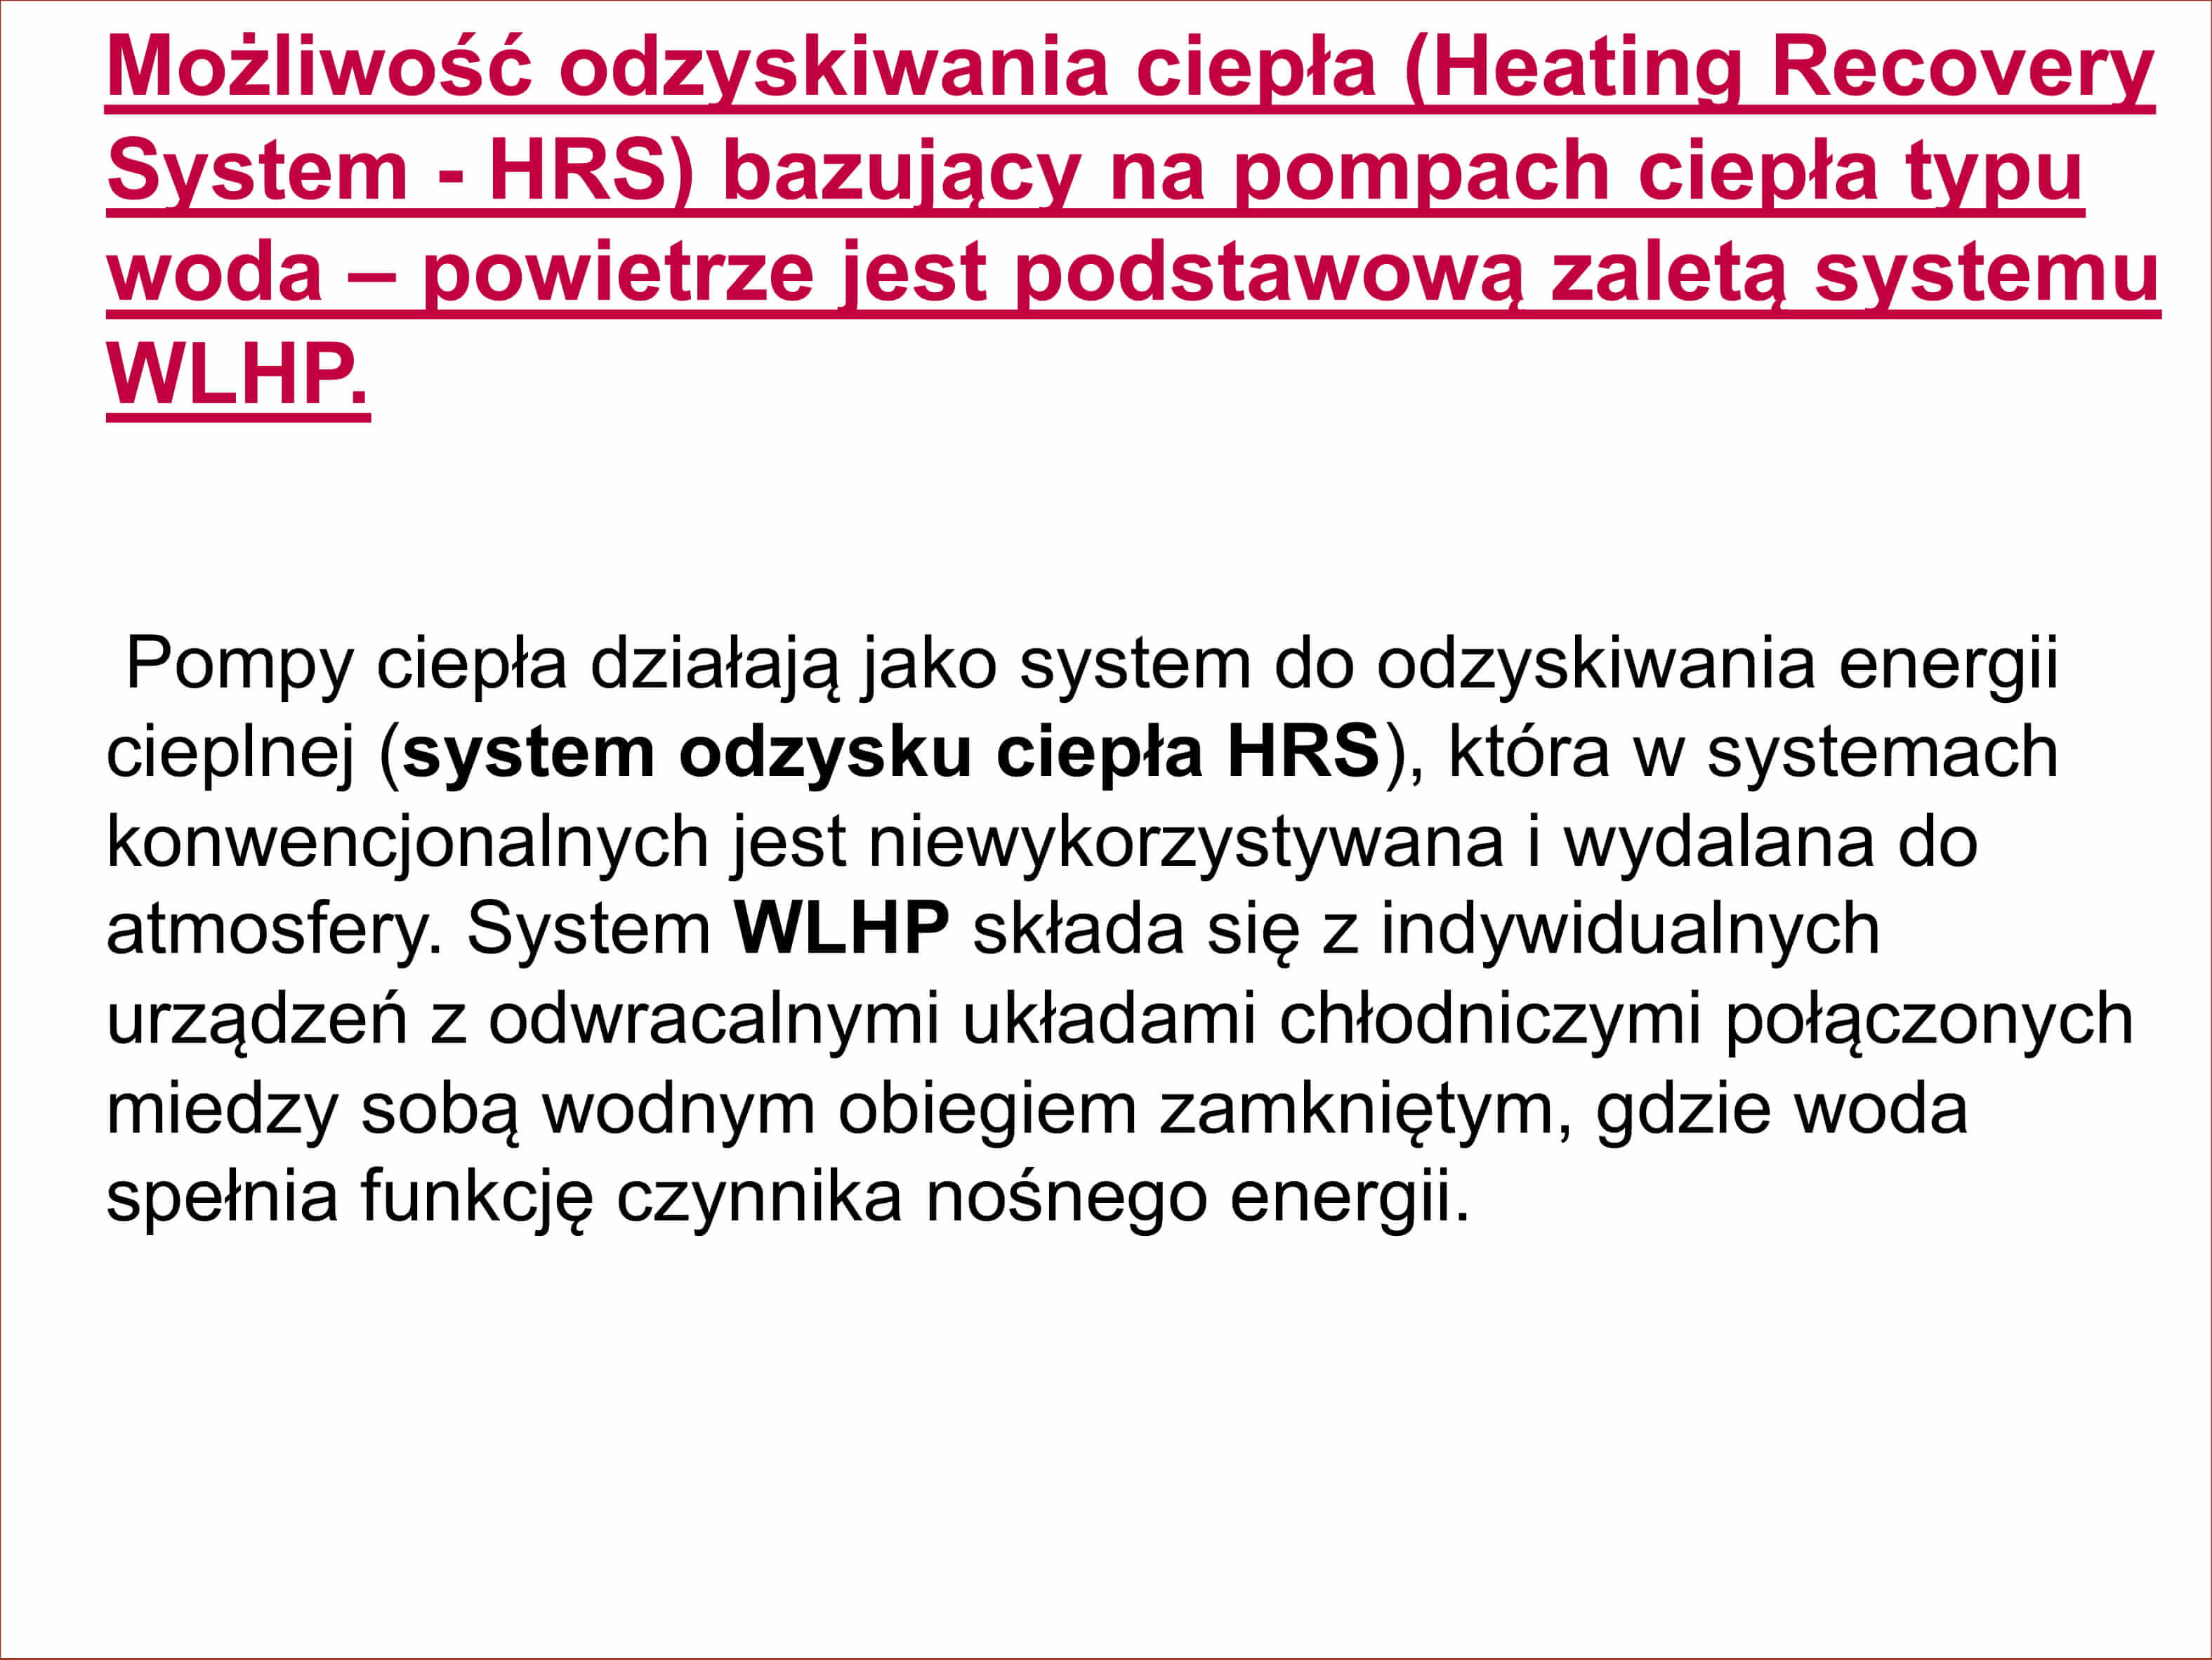 Możliwość odzyskiwania ciepła (Heating Recovery
System - HRS) bazujący na pompach ciepła typu
woda – powietrze jest podstawową zaletą systemu
WLHP.
Pompy ciepła działają jako system do odzyskiwania energii
cieplnej (system odzysku ciepła HRS), która w systemach
konwencjonalnych jest niewykorzystywana i wydalana do
atmosfery. System WLHP składa się z indywidualnych
urządzeń z odwracalnymi układami chłodniczymi połączonych
miedzy sobą wodnym obiegiem zamkniętym, gdzie woda
spełnia funkcję czynnika nośnego energii.